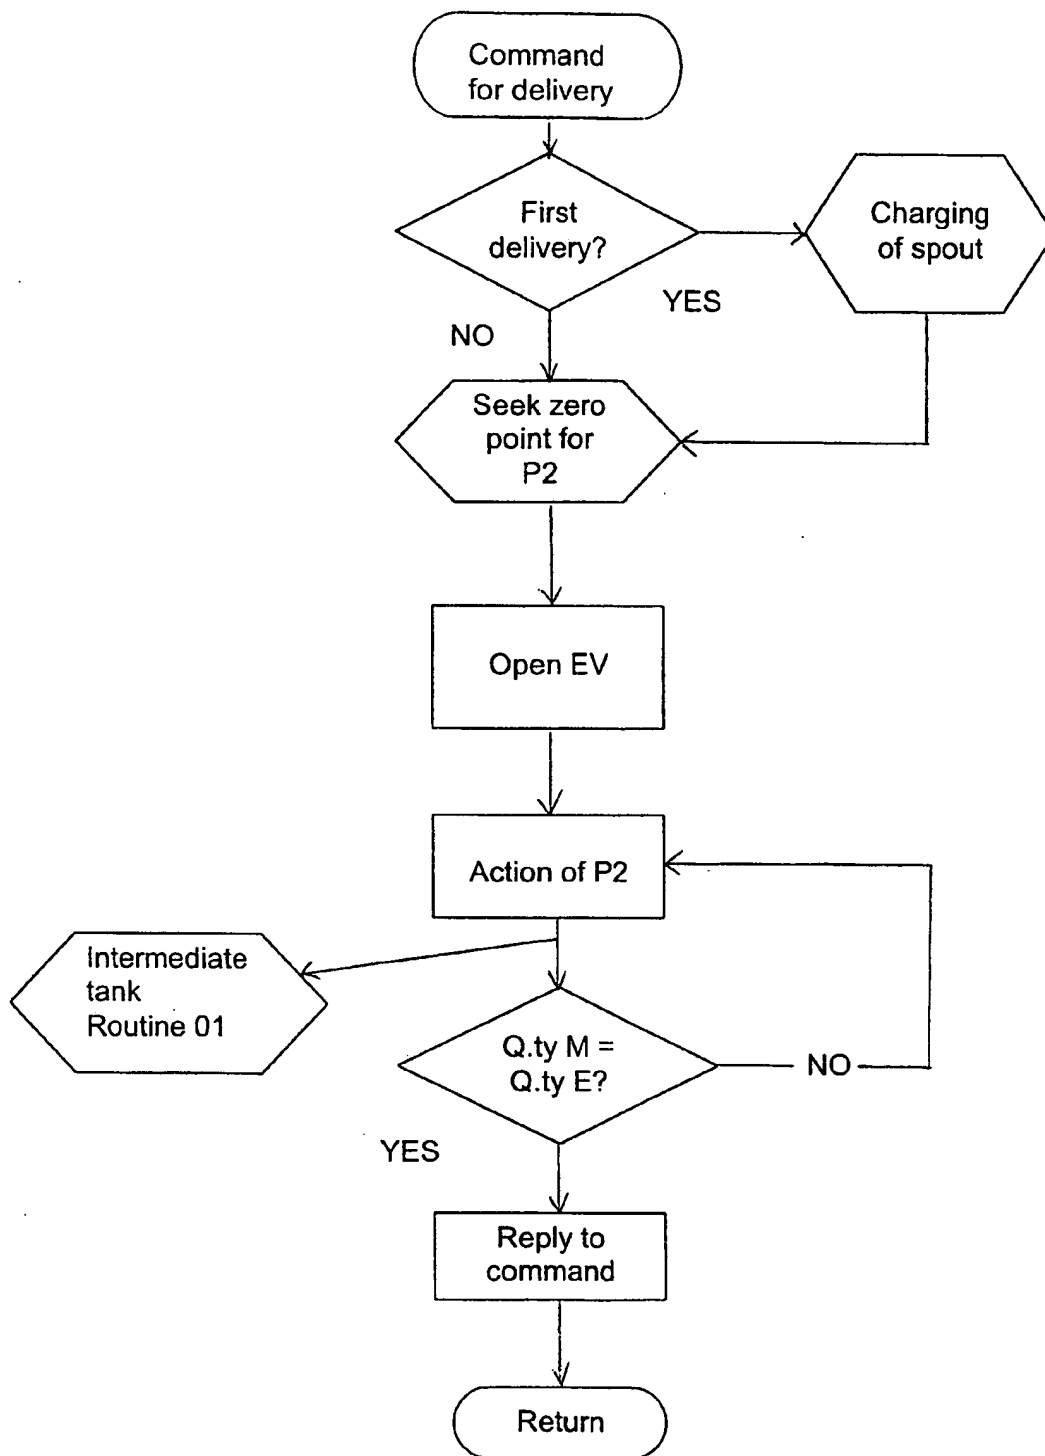 Command
for delivery
First
delivery?
Charging
of spout
YES
NO
Seek zero
point for
P2
Open EV
Action of P2
Intermediate
tank
Routine 01
Q.ty M =
Q.ty E?
NO
YES
Reply to
command
Return